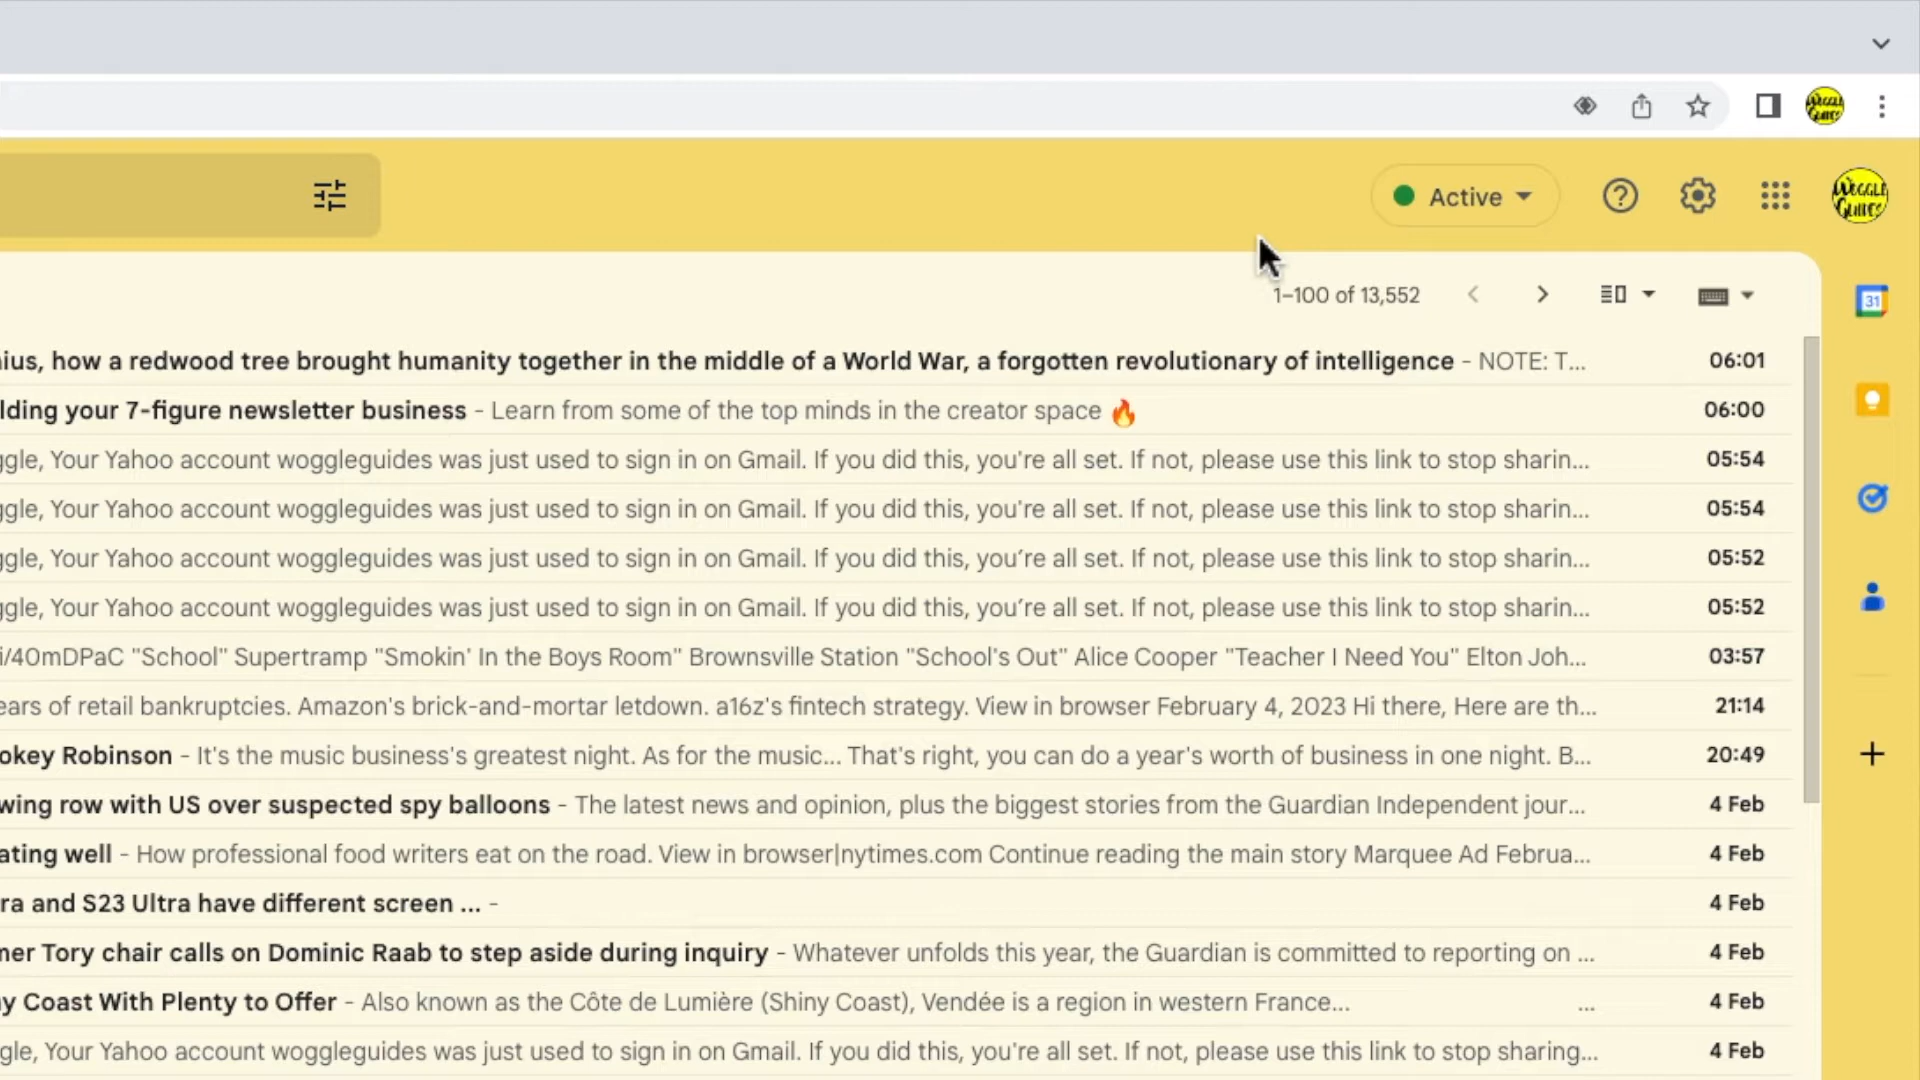 WOGGLE
GUIDES
Active
WOGGLE
GUIDES
1–100 of 13,552
31
ius, how a redwood tree brought humanity together in the middle of a World War, a forgotten revolutionary of intelligence - NOTE: T... 06:01
lding your 7-figure newsletter business - Learn from some of the top minds in the creator space 🔥 06:00
ggle, Your Yahoo account woggleguides was just used to sign in on Gmail. If you did this, you're all set. If not, please use this link to stop sharin... 05:54
ggle, Your Yahoo account woggleguides was just used to sign in on Gmail. If you did this, you're all set. If not, please use this link to stop sharin... 05:54
ggle, Your Yahoo account woggleguides was just used to sign in on Gmail. If you did this, you’re all set. If not, please use this link to stop sharin... 05:52
ggle, Your Yahoo account woggleguides was just used to sign in on Gmail. If you did this, you’re all set. If not, please use this link to stop sharin... 05:52
i/40mDPaC "School" Supertramp "Smokin' In the Boys Room" Brownsville Station "School's Out" Alice Cooper "Teacher I Need You" Elton Joh... 03:57
ears of retail bankruptcies. Amazon's brick-and-mortar letdown. a16z's fintech strategy. View in browser February 4, 2023 Hi there, Here are th... 21:14
okey Robinson - It's the music business's greatest night. As for the music... That's right, you can do a year's worth of business in one night. B... 20:49
wing row with US over suspected spy balloons - The latest news and opinion, plus the biggest stories from the Guardian Independent jour... 4 Feb
ating well - How professional food writers eat on the road. View in browser|nytimes.com Continue reading the main story Marquee Ad Februa... 4 Feb
ra and S23 Ultra have different screen ... - 4 Feb
ner Tory chair calls on Dominic Raab to step aside during inquiry - Whatever unfolds this year, the Guardian is committed to reporting on ... 4 Feb
y Coast With Plenty to Offer - Also known as the Côte de Lumière (Shiny Coast), Vendée is a region in western France... ... 4 Feb
gle, Your Yahoo account woggleguides was just used to sign in on Gmail. If you did this, you're all set. If not, please use this link to stop sharing... 4 Feb